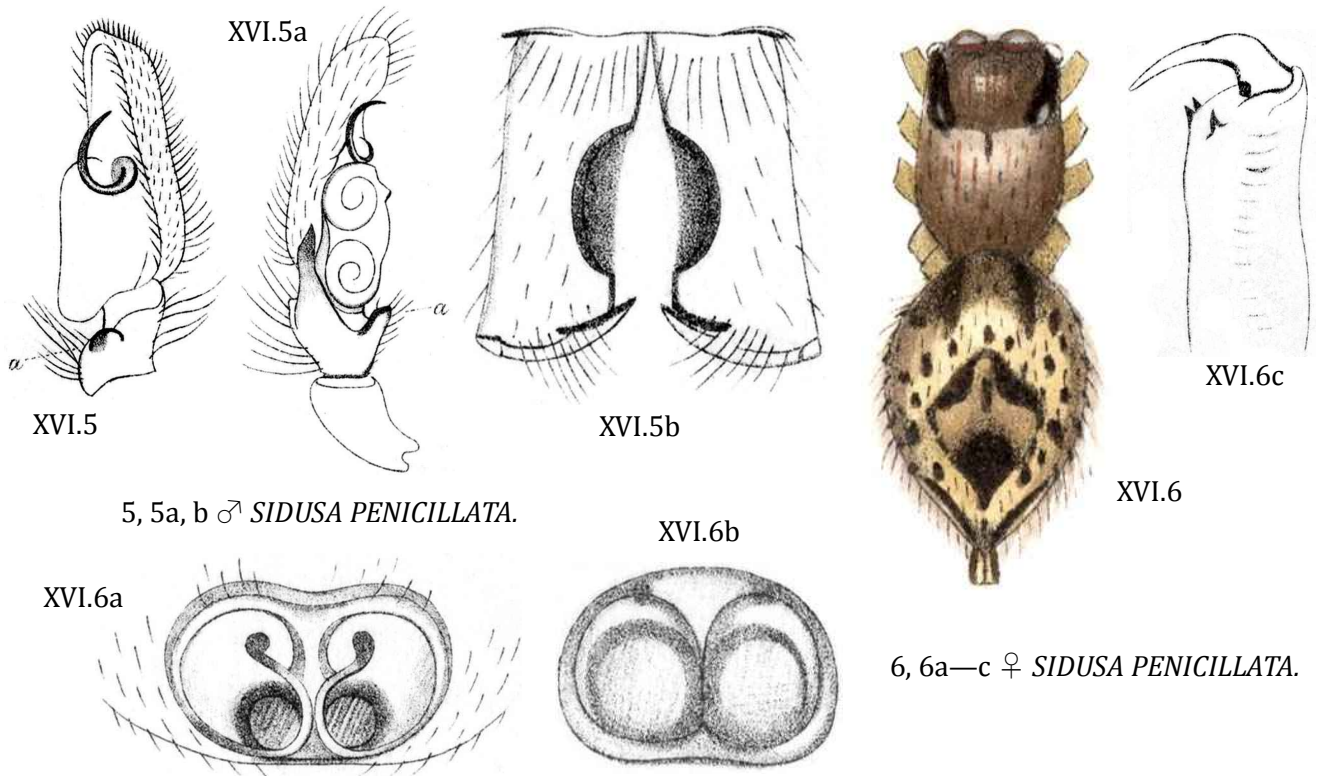 XVI.5a
XVI.6c
a
a
XVI.5
XVI.5b
XVI.6
5, 5a, b ♂ SIDUSA PENICILLATA.
XVI.6b
XVI.6a
6, 6a—c ♀ SIDUSA PENICILLATA.